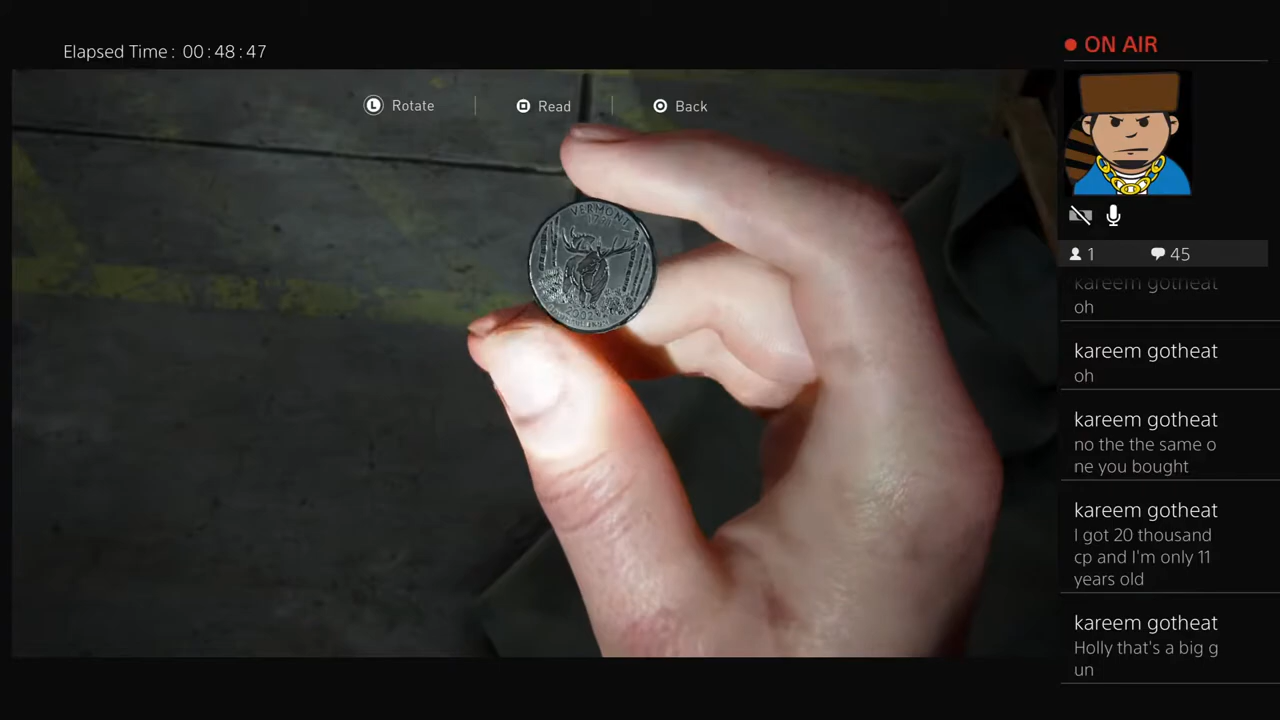 Elapsed Time: 00:48:47
ON AIR
L Rotate
Read
Back
VERMONT
1791
2002
1
45
kareem gotheat
oh
kareem gotheat
oh
kareem gotheat
no the the same o
ne you bought
kareem gotheat
I got 20 thousand
cp and I'm only 11
years old
kareem gotheat
Holly that's a big g
un